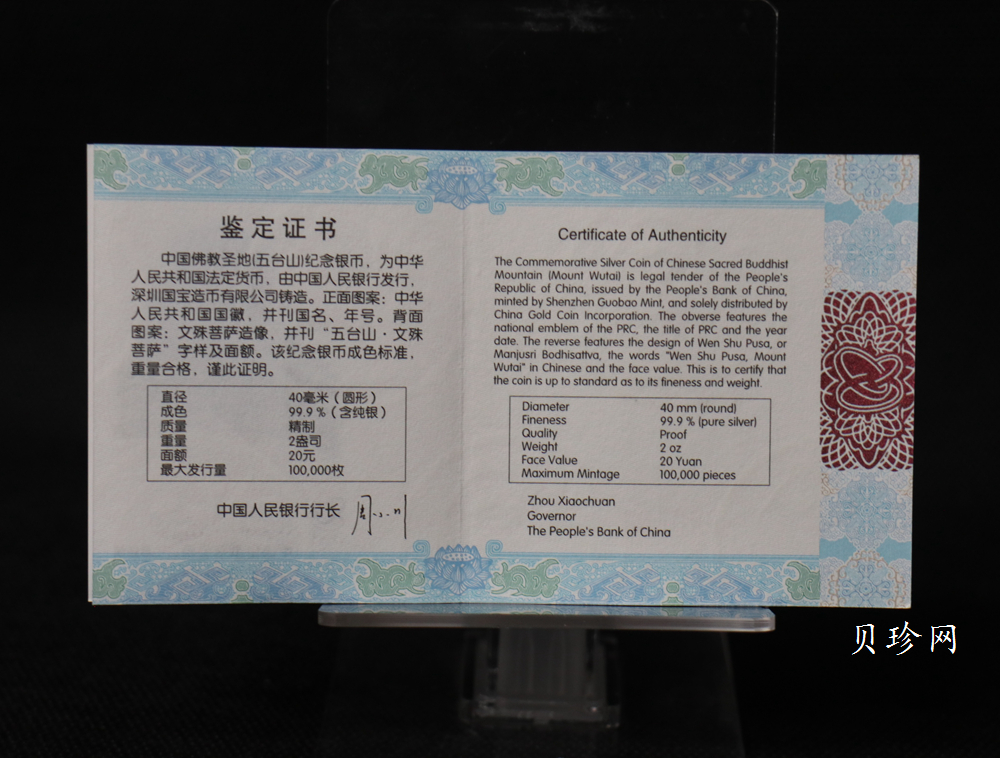 鉴定证书
中国佛教圣地(五台山)纪念银币，为中华
人民共和国法定货币，由中国人民银行发行，
深圳国宝造币有限公司铸造。正面图案：中华
人民共和国国徽，并刊国名、年号。背面
图案：文殊菩萨造像，并刊“五台山·文殊
菩萨”字样及面额。该纪念银币成色标准，
重量合格，谨此证明。
直径 40毫米（圆形）
成色 99.9％（含纯银）
质量 精制
重量 2盎司
面额 20元
最大发行量 100,000枚
中国人民银行行长
Certificate of Authenticity
The Commemorative Silver Coin of Chinese Sacred Buddhist
Mountain (Mount Wutai) is legal tender of the People's
Republic of China, issued by the People's Bank of China,
minted by Shenzhen Guobao Mint, and solely distributed by
China Gold Coin Incorporation. The obverse features the
national emblem of the PRC, the title of PRC and the year
date. The reverse features the design of Wen Shu Pusa, or
Manjusri Bodhisattva, the words "Wen Shu Pusa, Mount
Wutai" in Chinese and the face value. This is to certify that
the coin is up to standard as to its fineness and weight.
Diameter 40 mm (round)
Fineness 99.9 % (pure silver)
Quality Proof
Weight 2 oz
Face Value 20 Yuan
Maximum Mintage 100,000 pieces
Zhou Xiaochuan
Governor
The People's Bank of China
贝珍网